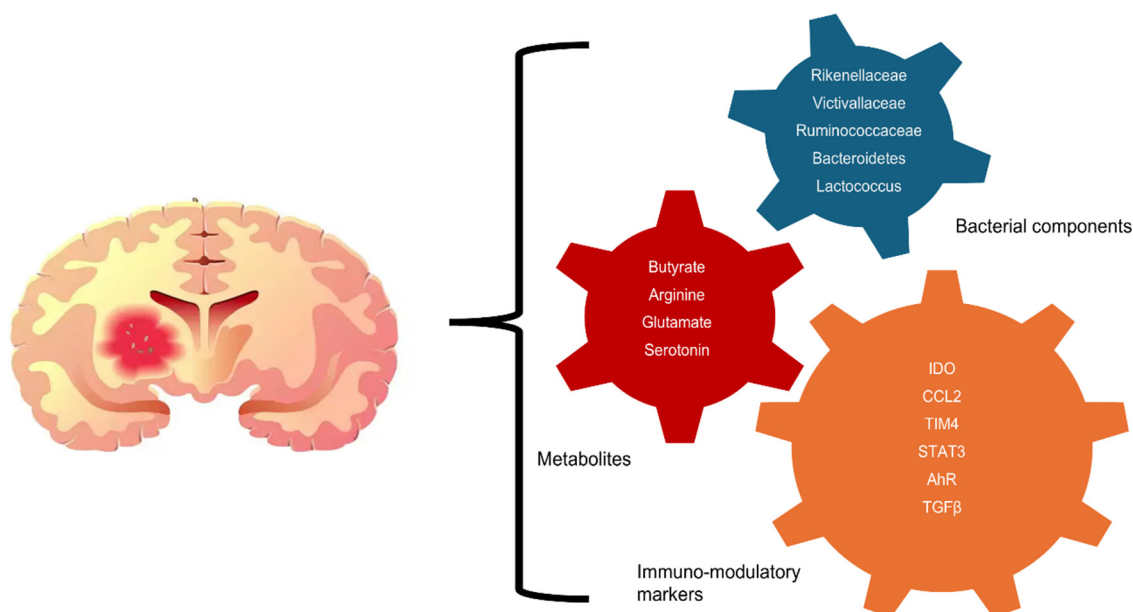 Rikenellaceae
Victivallaceae
Ruminococcaceae
Bacteroidetes
Lactococcus
Bacterial components
Butyrate
Arginine
Glutamate
Serotonin
Metabolites
IDO
CCL2
TIM4
STAT3
AhR
TGFβ
Immuno-modulatory
markers